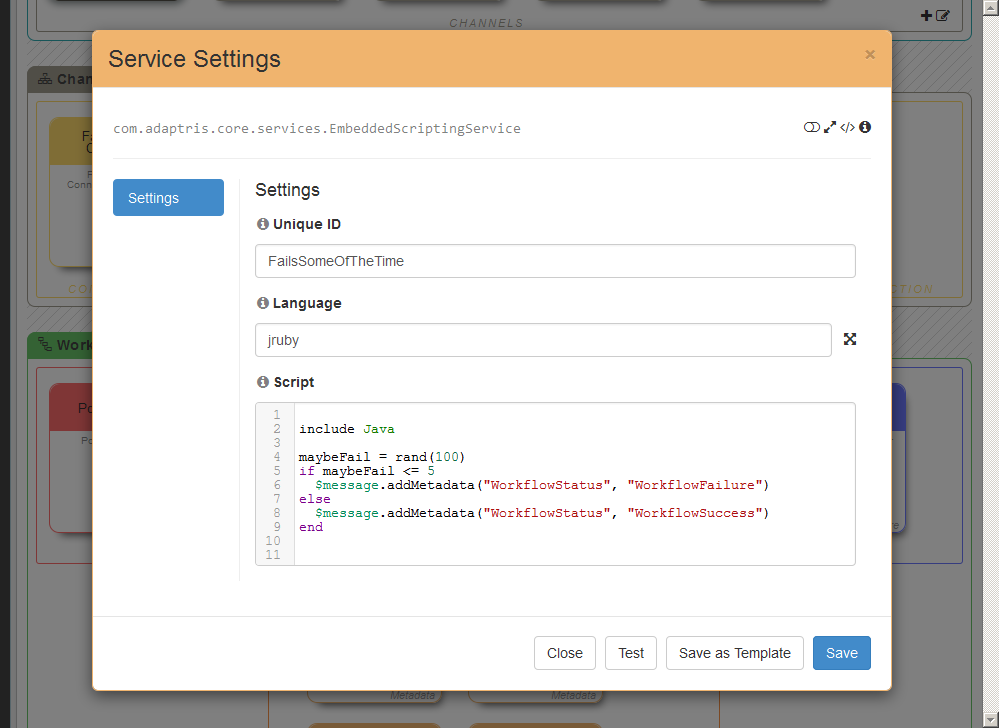 CHANNELS
Service Settings
×
Chan
com.adaptris.core.services.EmbeddedScriptingService
Settings
Settings
Unique ID
FailsSomeOfTheTime
Language
jruby
Script
1
2 include Java
3
4 maybeFail = rand(100)
5 if maybeFail <= 5
6 $message.addMetadata("WorkflowStatus", "WorkflowFailure")
7 else
8 $message.addMetadata("WorkflowStatus", "WorkflowSuccess")
9 end
10
11
Work
Close
Test
Save as Template
Save
Metadata
Metadata